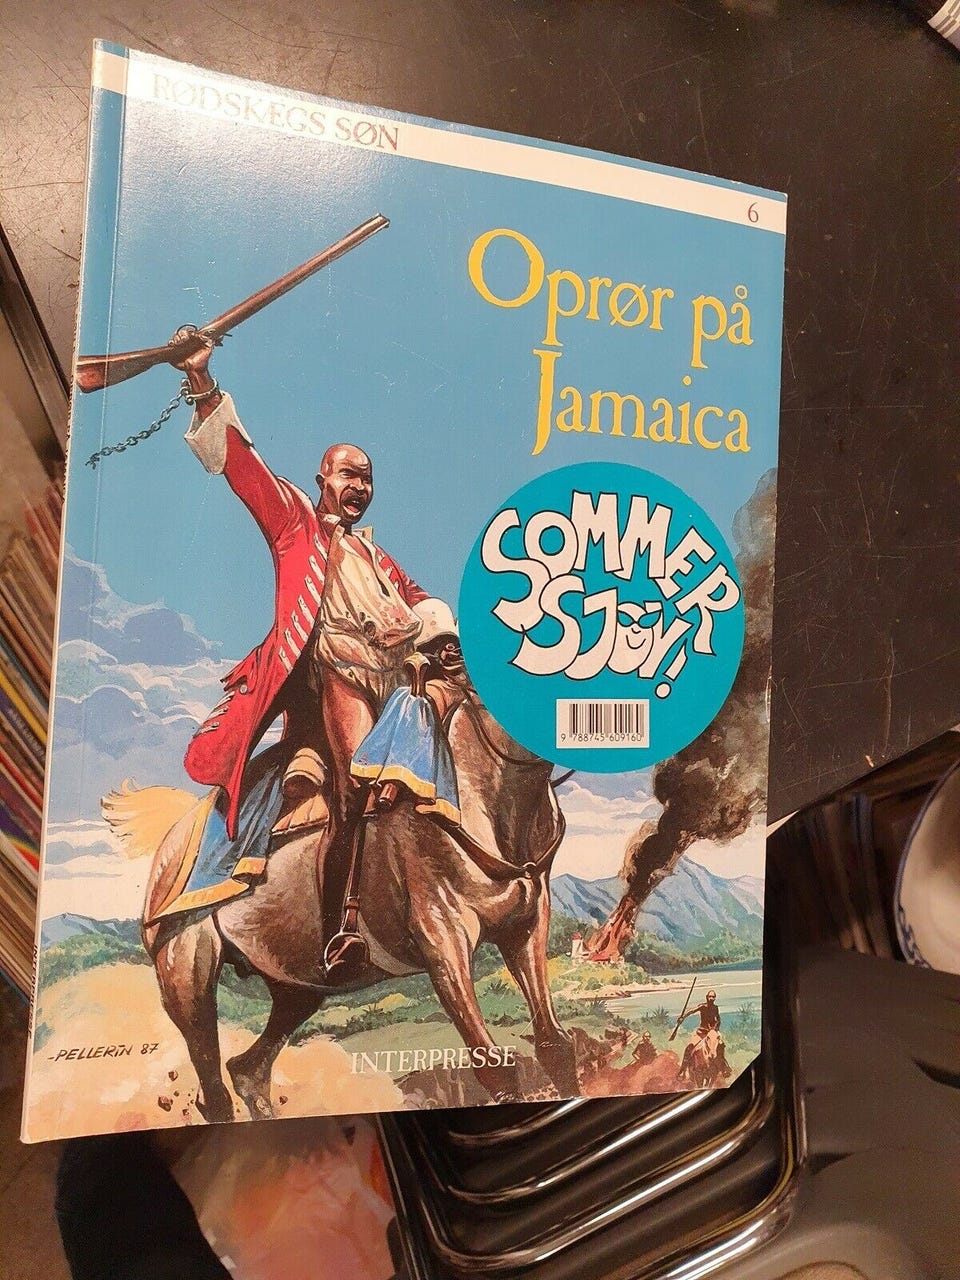 RØDSKÆGS SØN
6
Oprør på
Jamaica
SOMMER
SJOV!
9 788745 609160
PELLERIN 87
INTERPRESSE